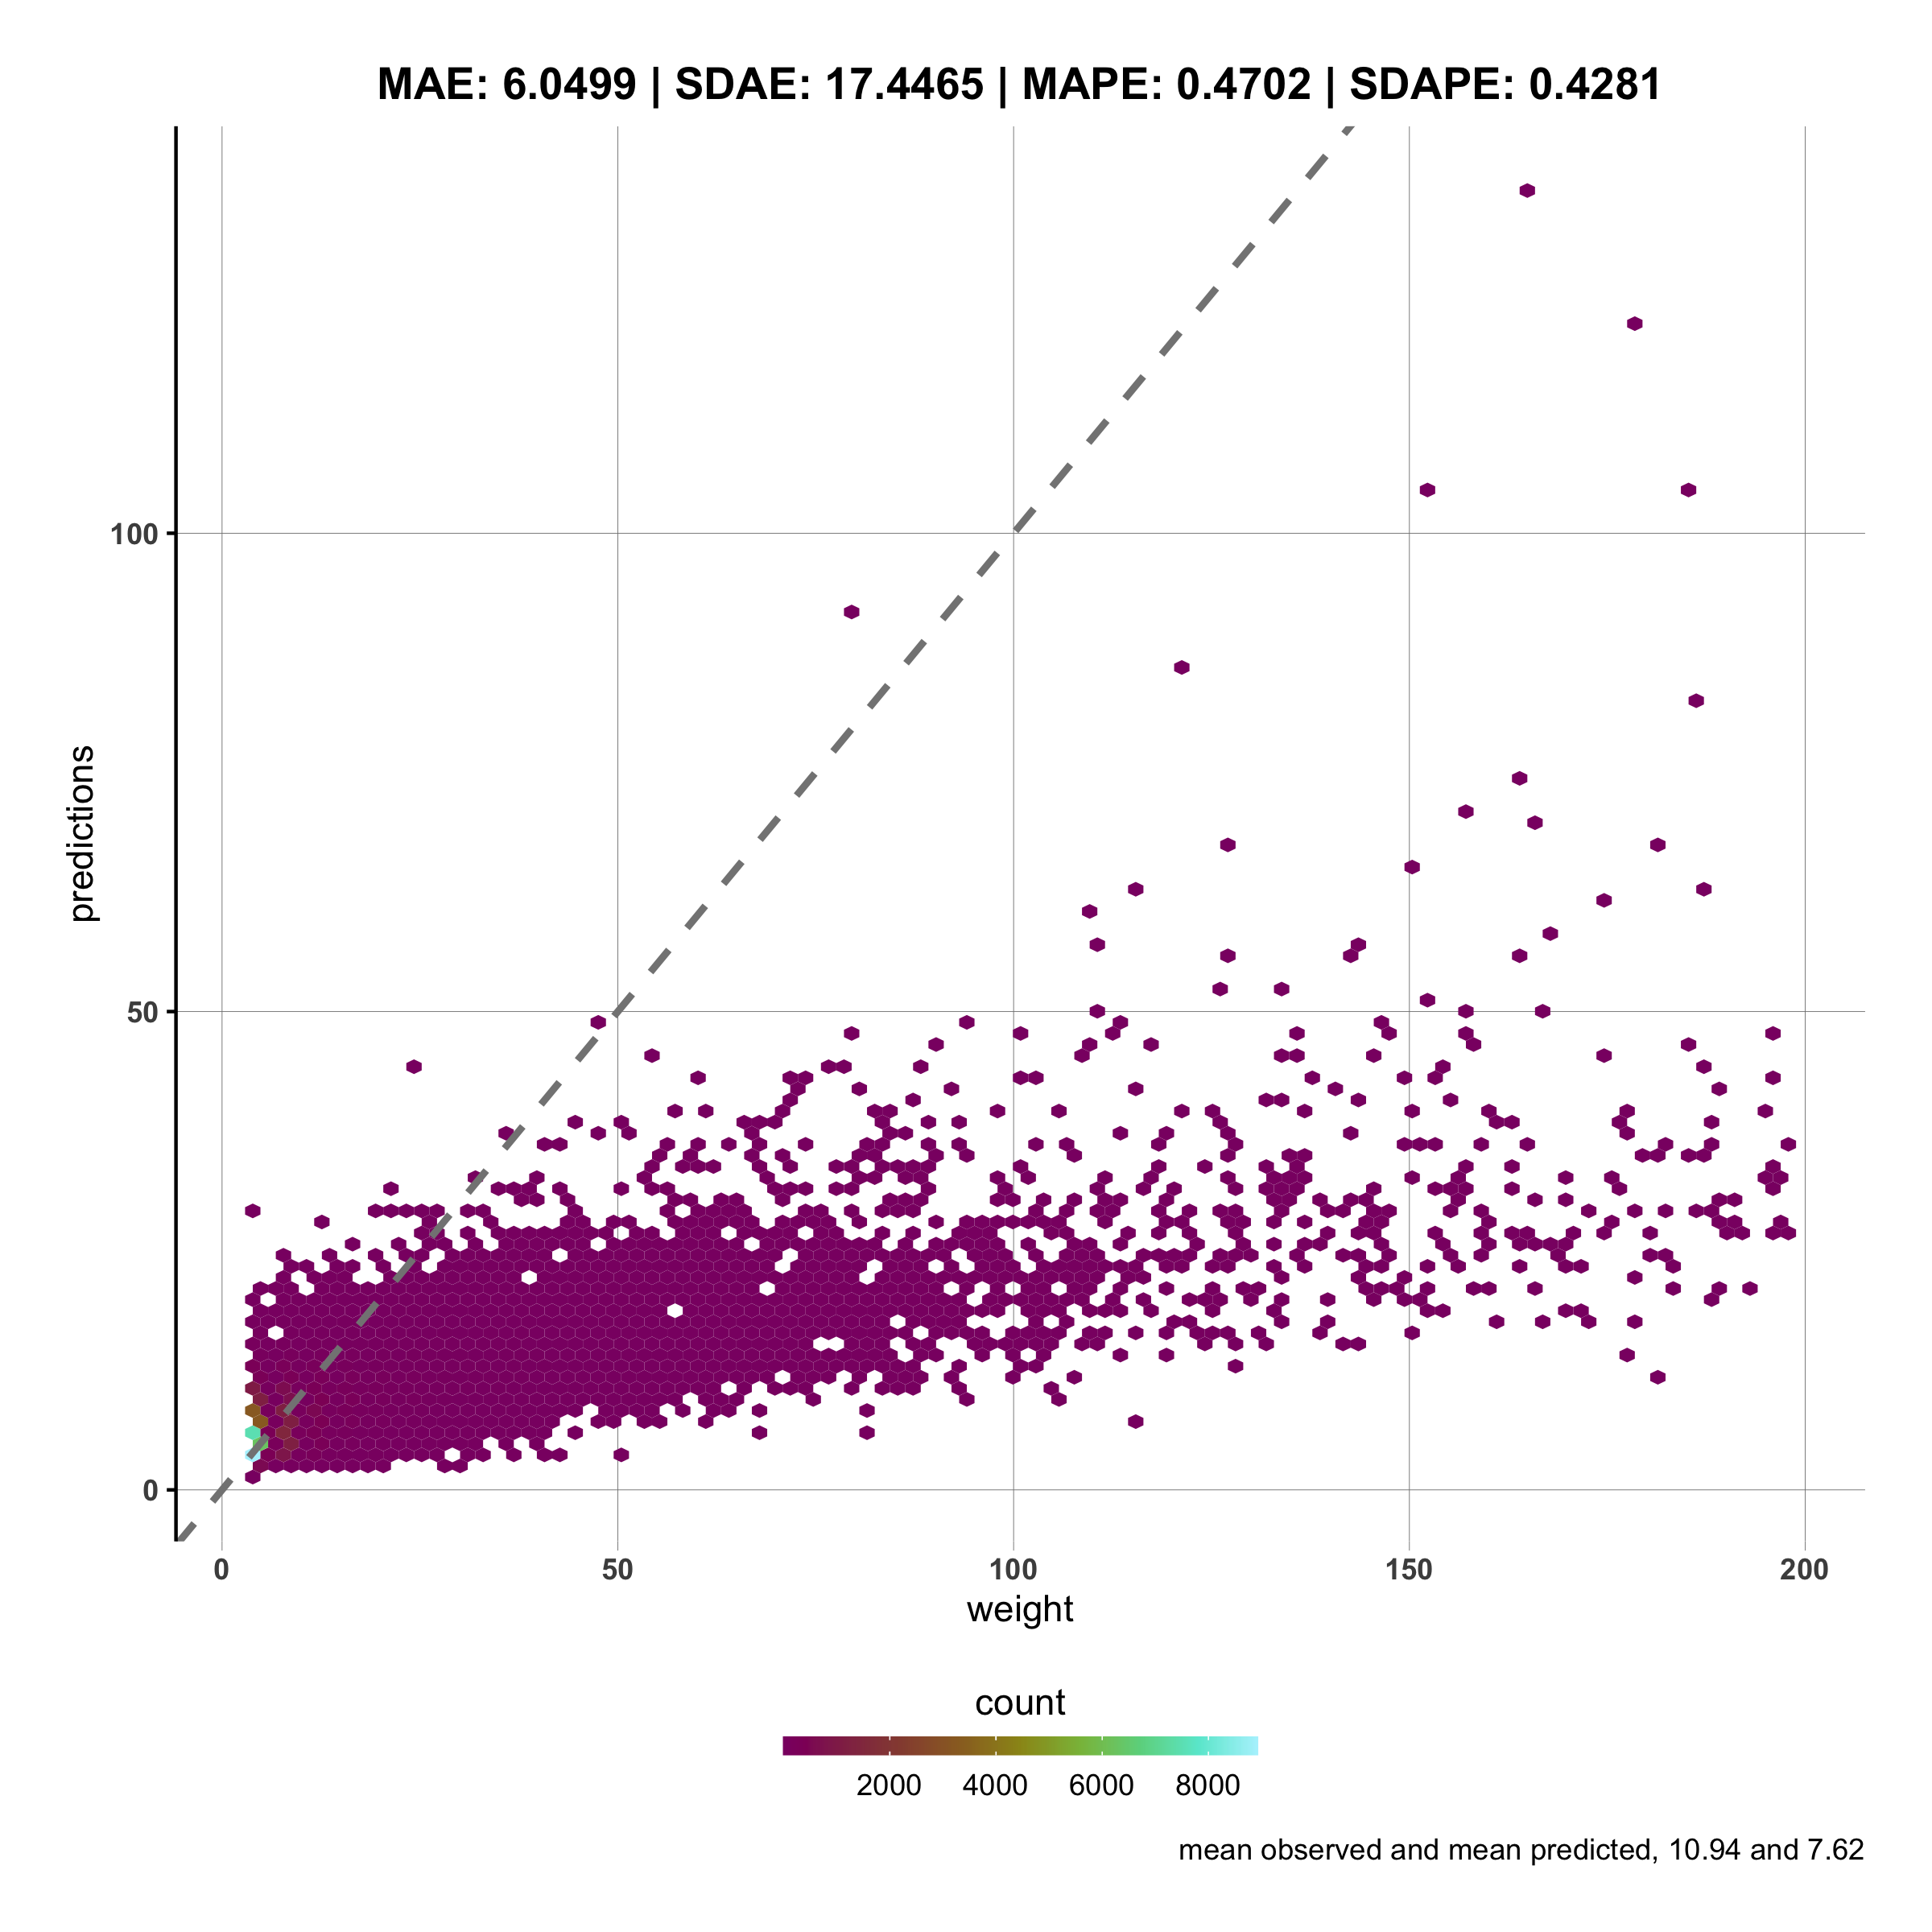 MAE: 6.0499 | SDAE: 17.4465 | MAPE: 0.4702 | SDAPE: 0.4281
100
50
0
predictions
0 50 100 150 200
weight
count
2000 4000 6000 8000
mean observed and mean predicted, 10.94 and 7.62